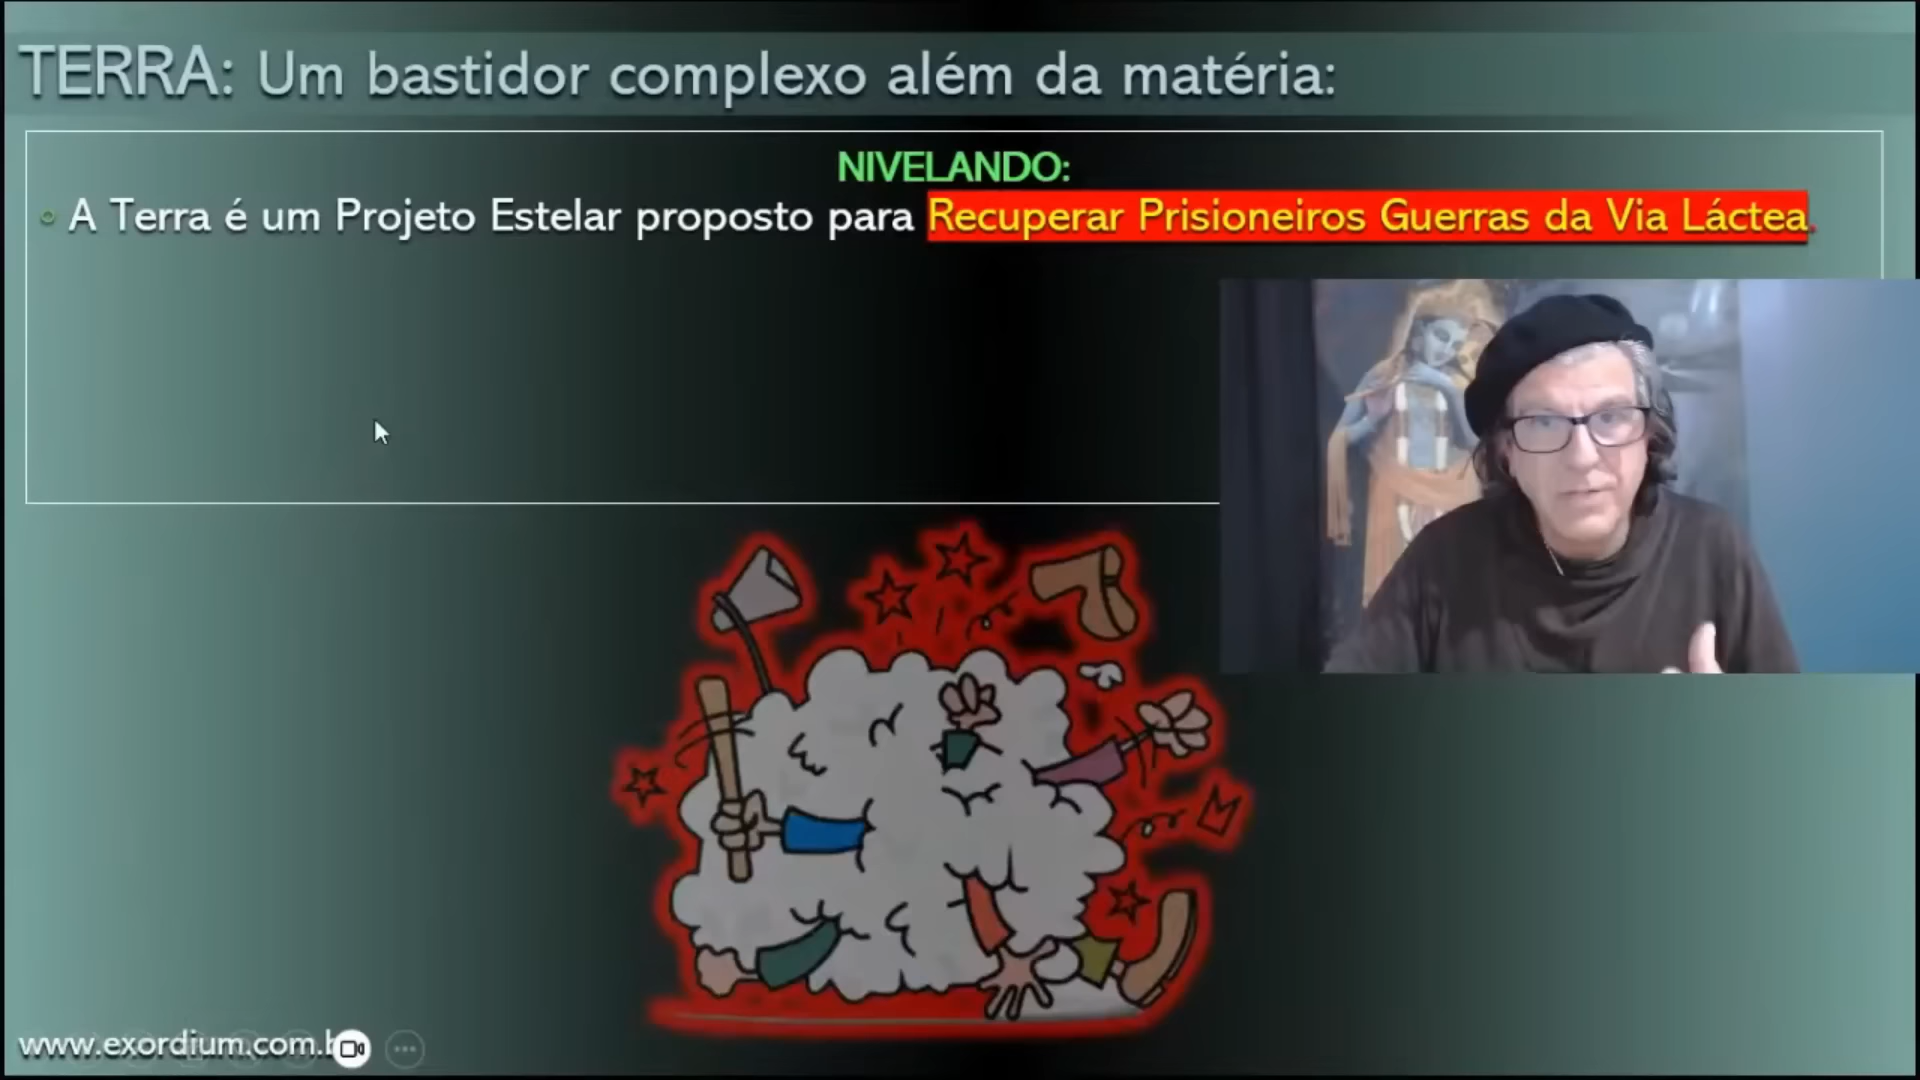 TERRA: Um bastidor complexo além da matéria:
NIVELANDO:
A Terra é um Projeto Estelar proposto para Recuperar Prisioneiros Guerras da Via Láctea.
www.exordium.com.b